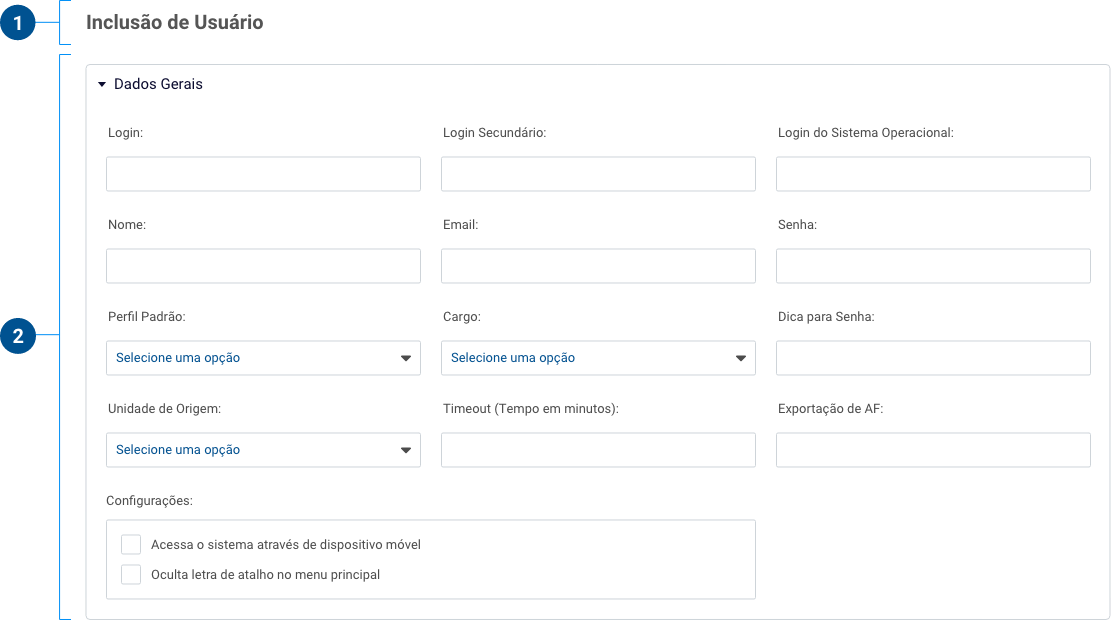 1
Inclusão de Usuário
2
Dados Gerais
Login:
Login Secundário:
Login do Sistema Operacional:
Nome:
Email:
Senha:
Perfil Padrão:
Cargo:
Dica para Senha:
Selecione uma opção
Selecione uma opção
Unidade de Origem:
Timeout (Tempo em minutos):
Exportação de AF:
Selecione uma opção
Configurações:
Acessa o sistema através de dispositivo móvel
Oculta letra de atalho no menu principal